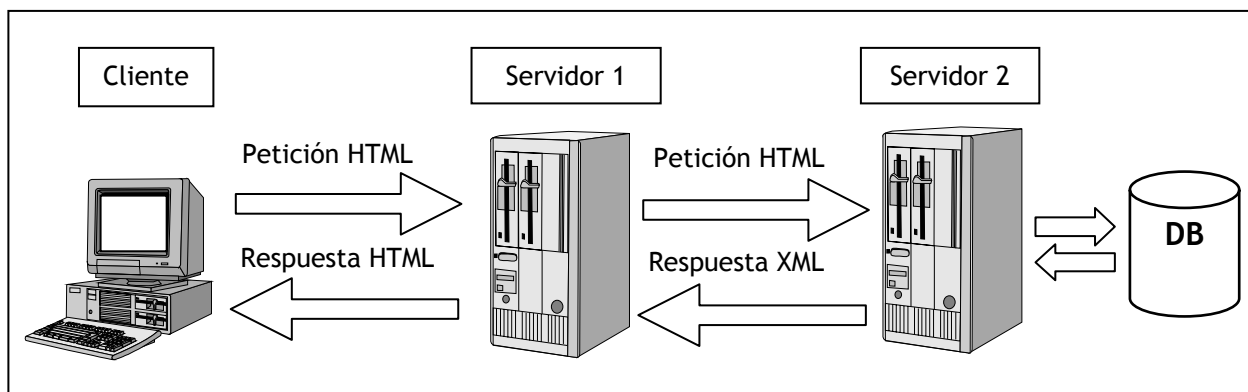 Cliente
Servidor 1
Servidor 2
Petición HTML
Petición HTML
Respuesta HTML
Respuesta XML
DB